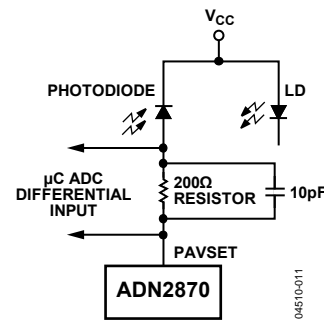 VCC
PHOTODIODE
LD
µC ADC
DIFFERENTIAL
INPUT
200Ω
RESISTOR
10pF
PAVSET
ADN2870
04510-011